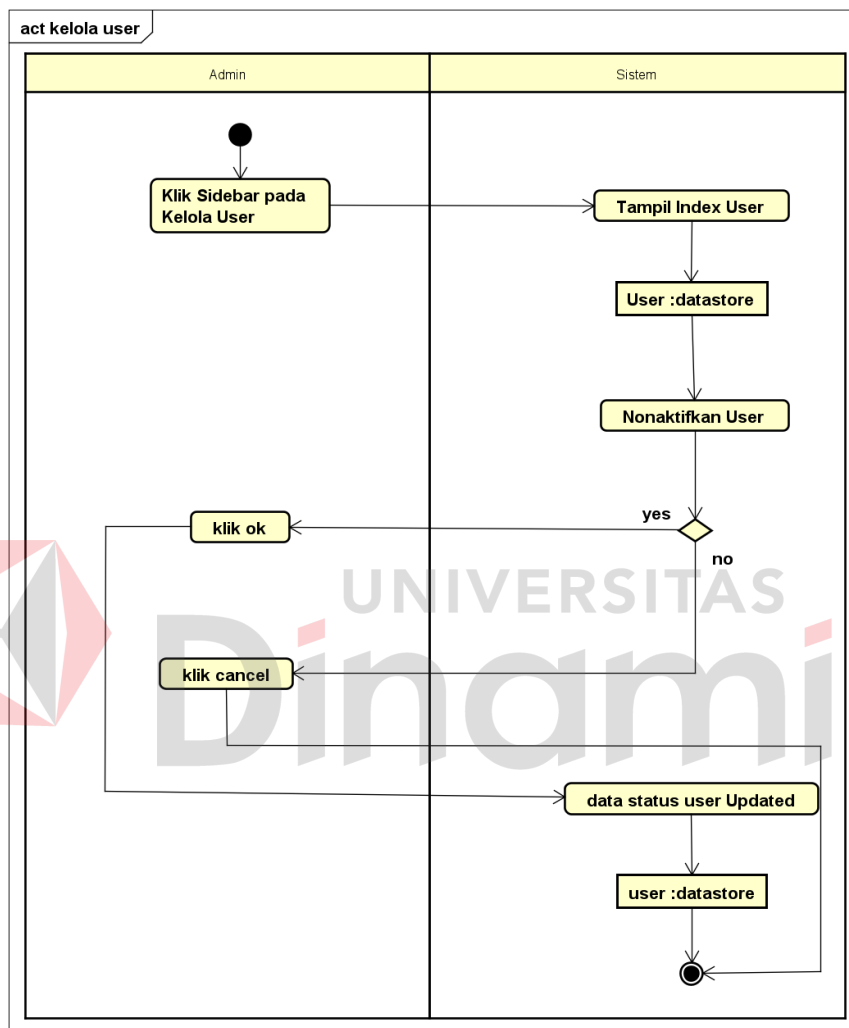 act kelola user
Admin
Sistem
Klik Sidebar pada
Kelola User
Tampil Index User
User :datastore
Nonaktifkan User
yes
klik ok
no
UNIVERSITAS
Dinami
klik cancel
data status user Updated
user :datastore